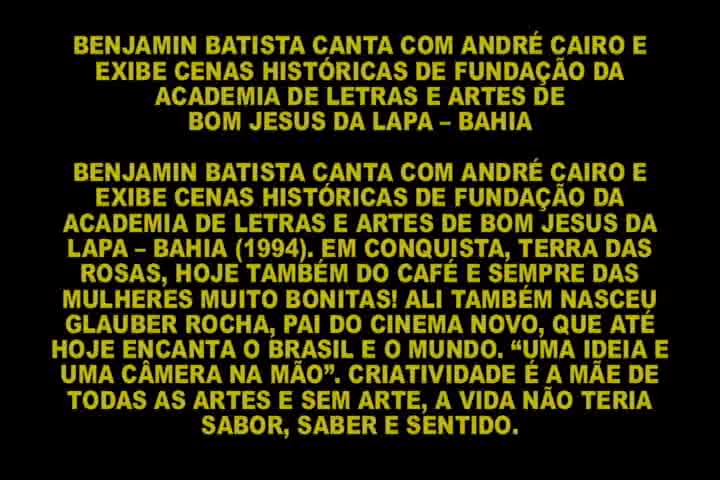 BENJAMIN BATISTA CANTA COM ANDRÉ CAIRO E
EXIBE CENAS HISTÓRICAS DE FUNDAÇÃO DA
ACADEMIA DE LETRAS E ARTES DE
BOM JESUS DA LAPA – BAHIA
BENJAMIN BATISTA CANTA COM ANDRÉ CAIRO E
EXIBE CENAS HISTÓRICAS DE FUNDAÇÃO DA
ACADEMIA DE LETRAS E ARTES DE BOM JESUS DA
LAPA – BAHIA (1994). EM CONQUISTA, TERRA DAS
ROSAS, HOJE TAMBÉM DO CAFÉ E SEMPRE DAS
MULHERES MUITO BONITAS! ALI TAMBÉM NASCEU
GLAUBER ROCHA, PAI DO CINEMA NOVO, QUE ATÉ
HOJE ENCANTA O BRASIL E O MUNDO. “UMA IDEIA E
UMA CÂMERA NA MÃO”. CRIATIVIDADE É A MÃE DE
TODAS AS ARTES E SEM ARTE, A VIDA NÃO TERIA
SABOR, SABER E SENTIDO.